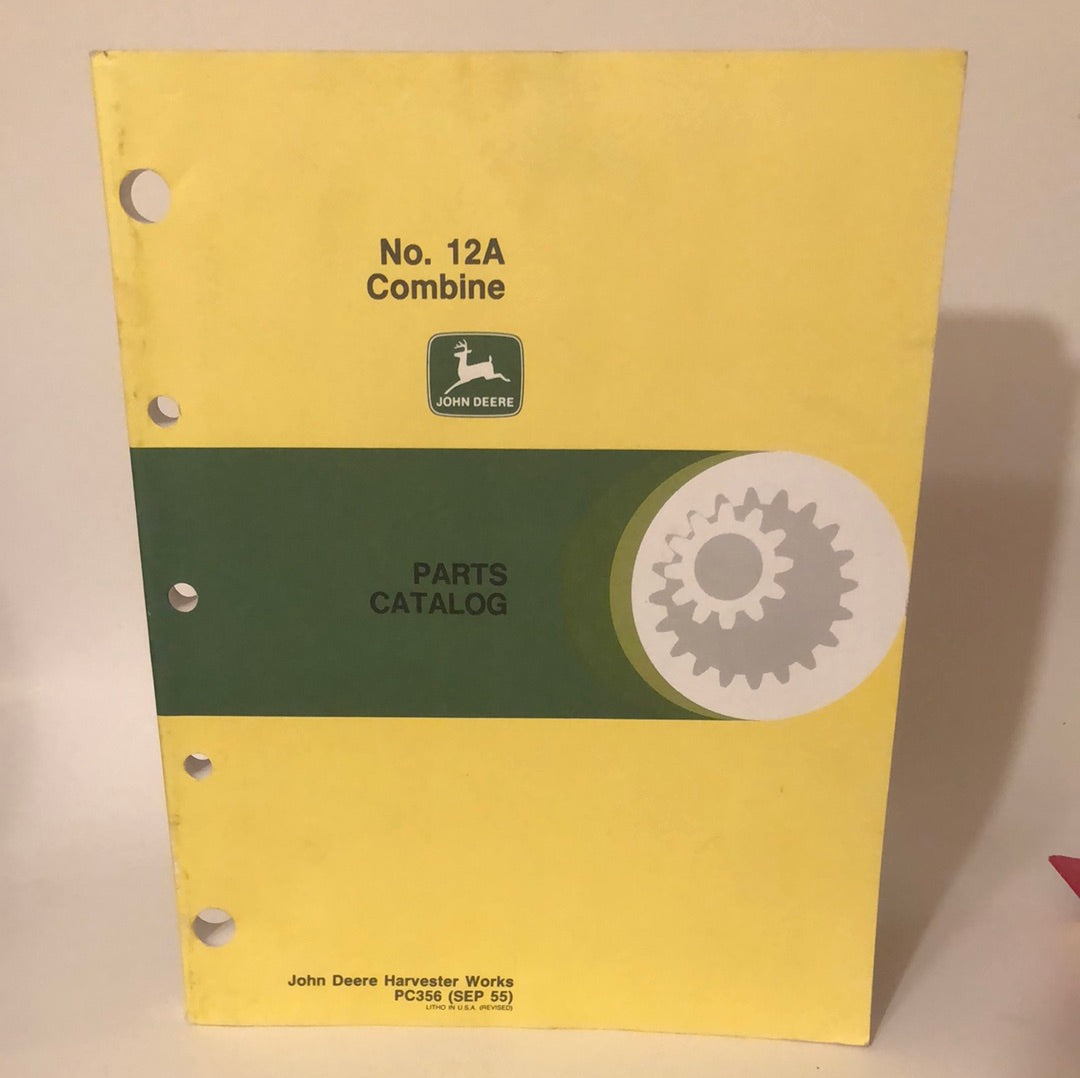 No. 12A
Combine
JOHN DEERE
PARTS
CATALOG
John Deere Harvester Works
PC356 (SEP 55)
LITHO IN U.S.A. (REVISED)